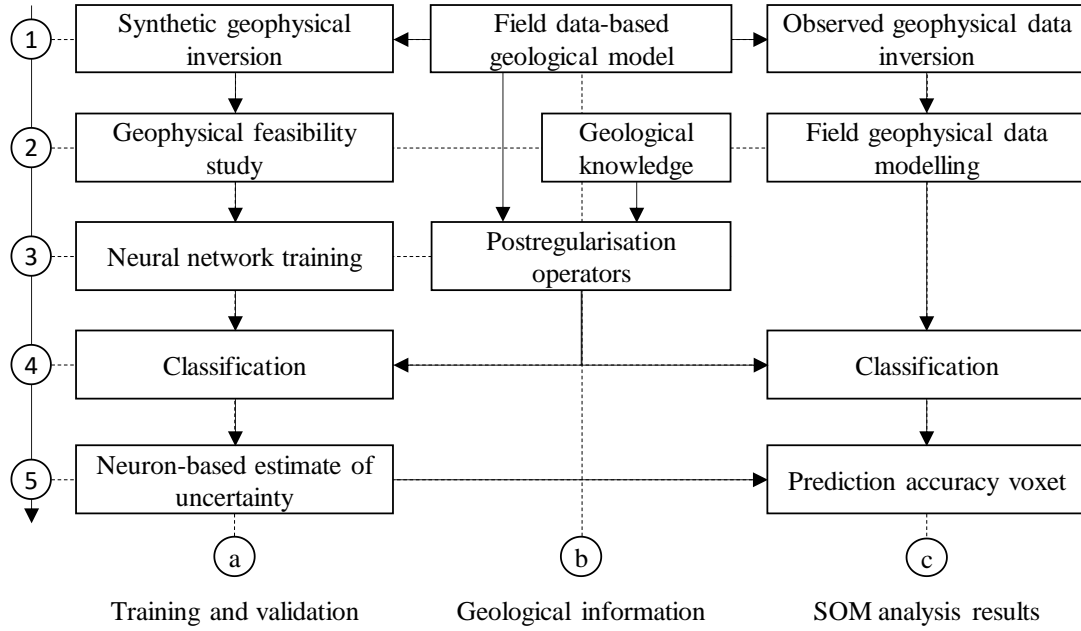 1
Synthetic geophysical
inversion
Field data-based
geological model
Observed geophysical data
inversion
2
Geophysical feasibility
study
Geological
knowledge
Field geophysical data
modelling
3
Neural network training
Postregularisation
operators
4
Classification
Classification
5
Neuron-based estimate of
uncertainty
Prediction accuracy voxet
a
b
c
Training and validation
Geological information
SOM analysis results